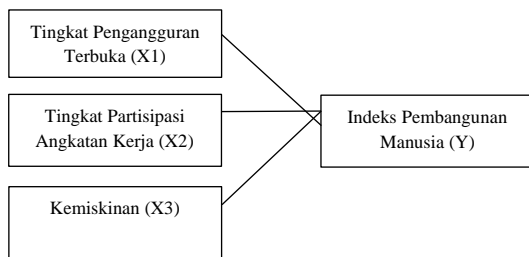 Tingkat Pengangguran
Terbuka (X1)
Tingkat Partisipasi
Angkatan Kerja (X2)
Indeks Pembangunan
Manusia (Y)
Kemiskinan (X3)